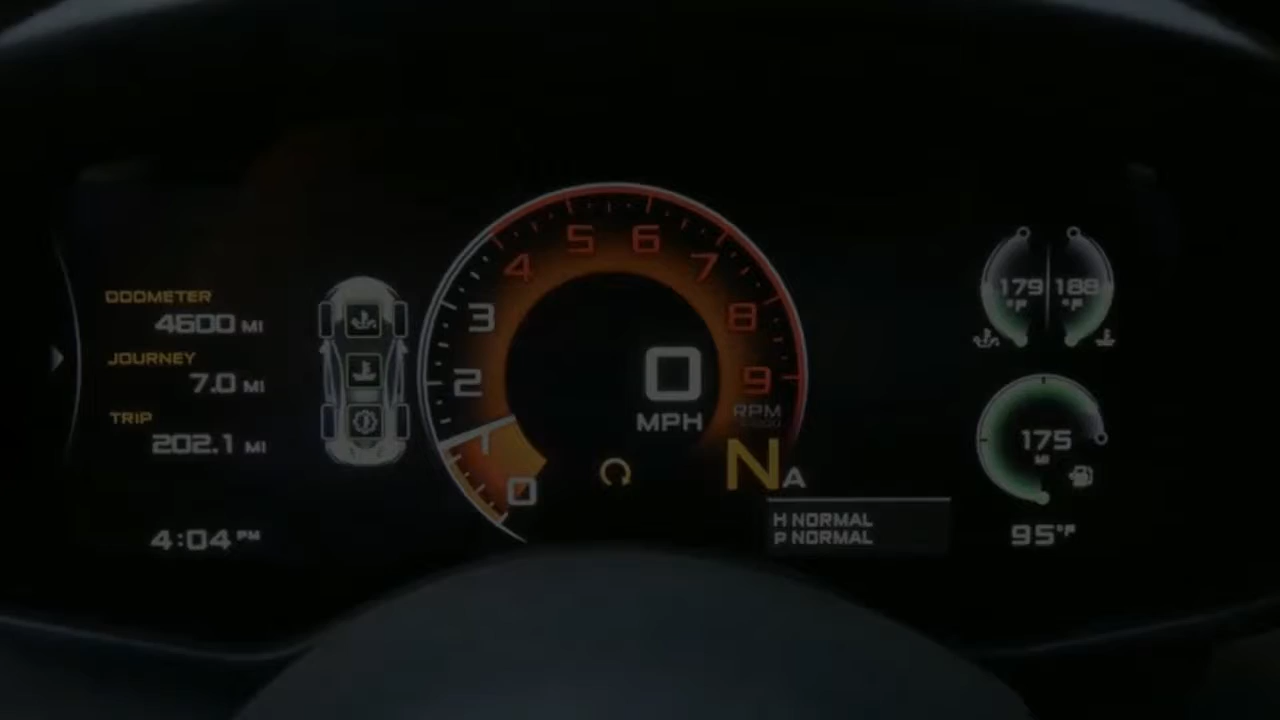 ODOMETER
4600 MI
JOURNEY
7.0 MI
TRIP
202.1 MI
4:04 PM
0
1
2
3
4
5
6
7
8
9
RPM
0
MPH
N A
H NORMAL
P NORMAL
179 °F
188 °F
175
MI
95°F